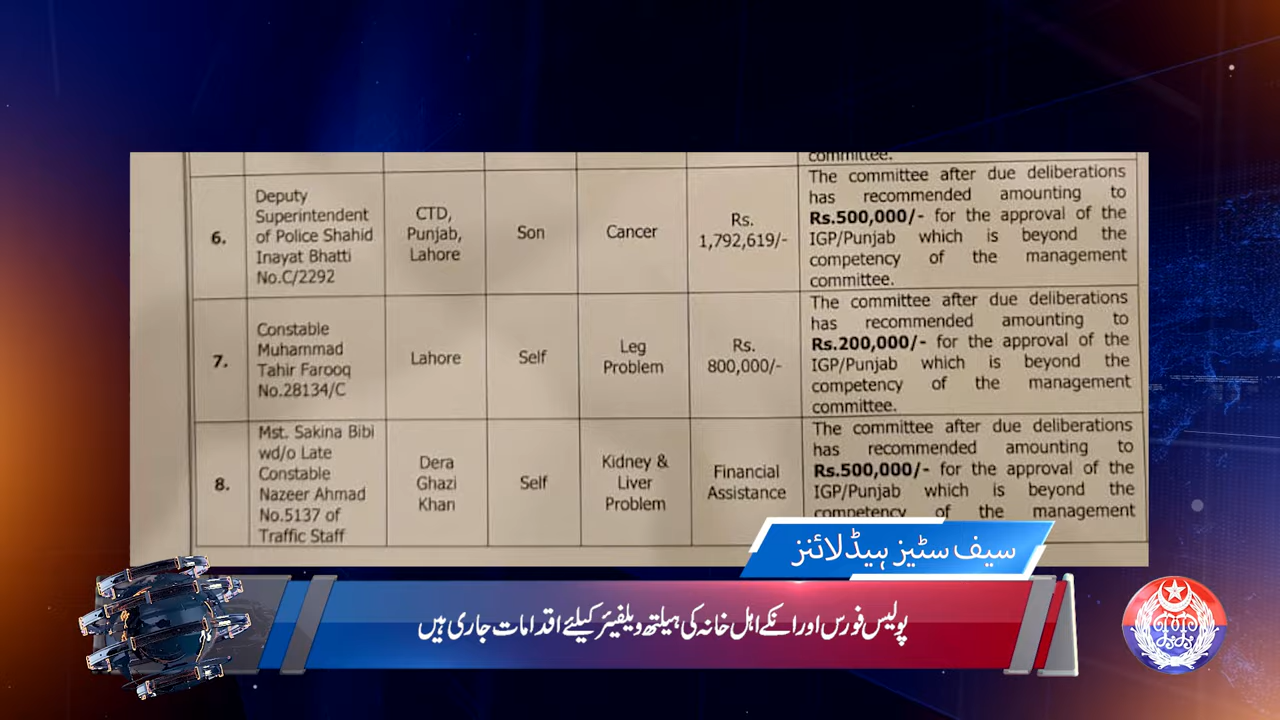 committee.
6.
Deputy
Superintendent
of Police Shahid
Inayat Bhatti
No.C/2292
CTD,
Punjab,
Lahore
Son
Cancer
Rs.
1,792,619/-
The committee after due deliberations
has recommended amounting to
Rs.500,000/- for the approval of the
IGP/Punjab which is beyond the
competency of the management
committee.
7.
Constable
Muhammad
Tahir Farooq
No.28134/C
Lahore
Self
Leg
Problem
Rs.
800,000/-
The committee after due deliberations
has recommended amounting to
Rs.200,000/- for the approval of the
IGP/Punjab which is beyond the
competency of the management
committee.
8.
Mst. Sakina Bibi
wd/o Late
Constable
Nazeer Ahmad
No.5137 of
Traffic Staff
Dera
Ghazi
Khan
Self
Kidney &
Liver
Problem
Financial
Assistance
The committee after due deliberations
has recommended amounting to
Rs.500,000/- for the approval of the
IGP/Punjab which is beyond the
competency of the management
سیف سٹیز ہیڈلائنز
پولیس فورس اور انکے اہل خانہ کی ہیلتھ ویلفیئر کیلئے اقدامات جاری ہیں